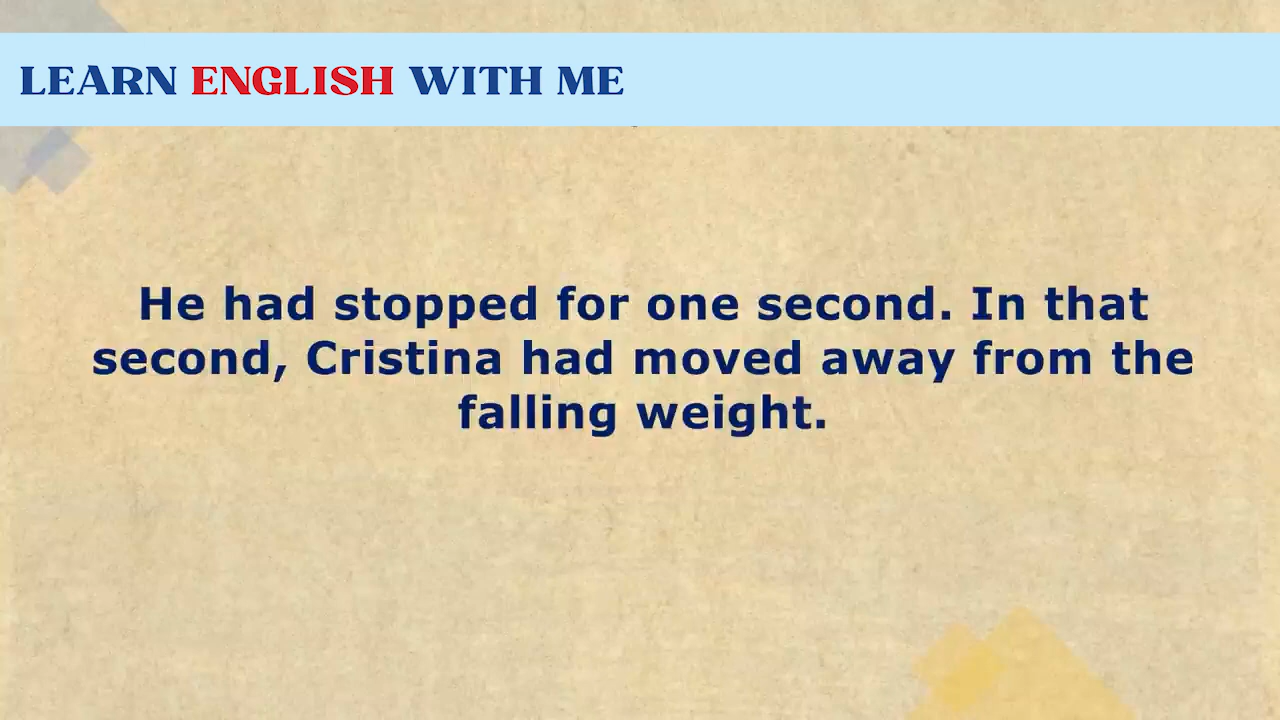 LEARN ENGLISH WITH ME
He had stopped for one second. In that
second, Cristina had moved away from the
falling weight.